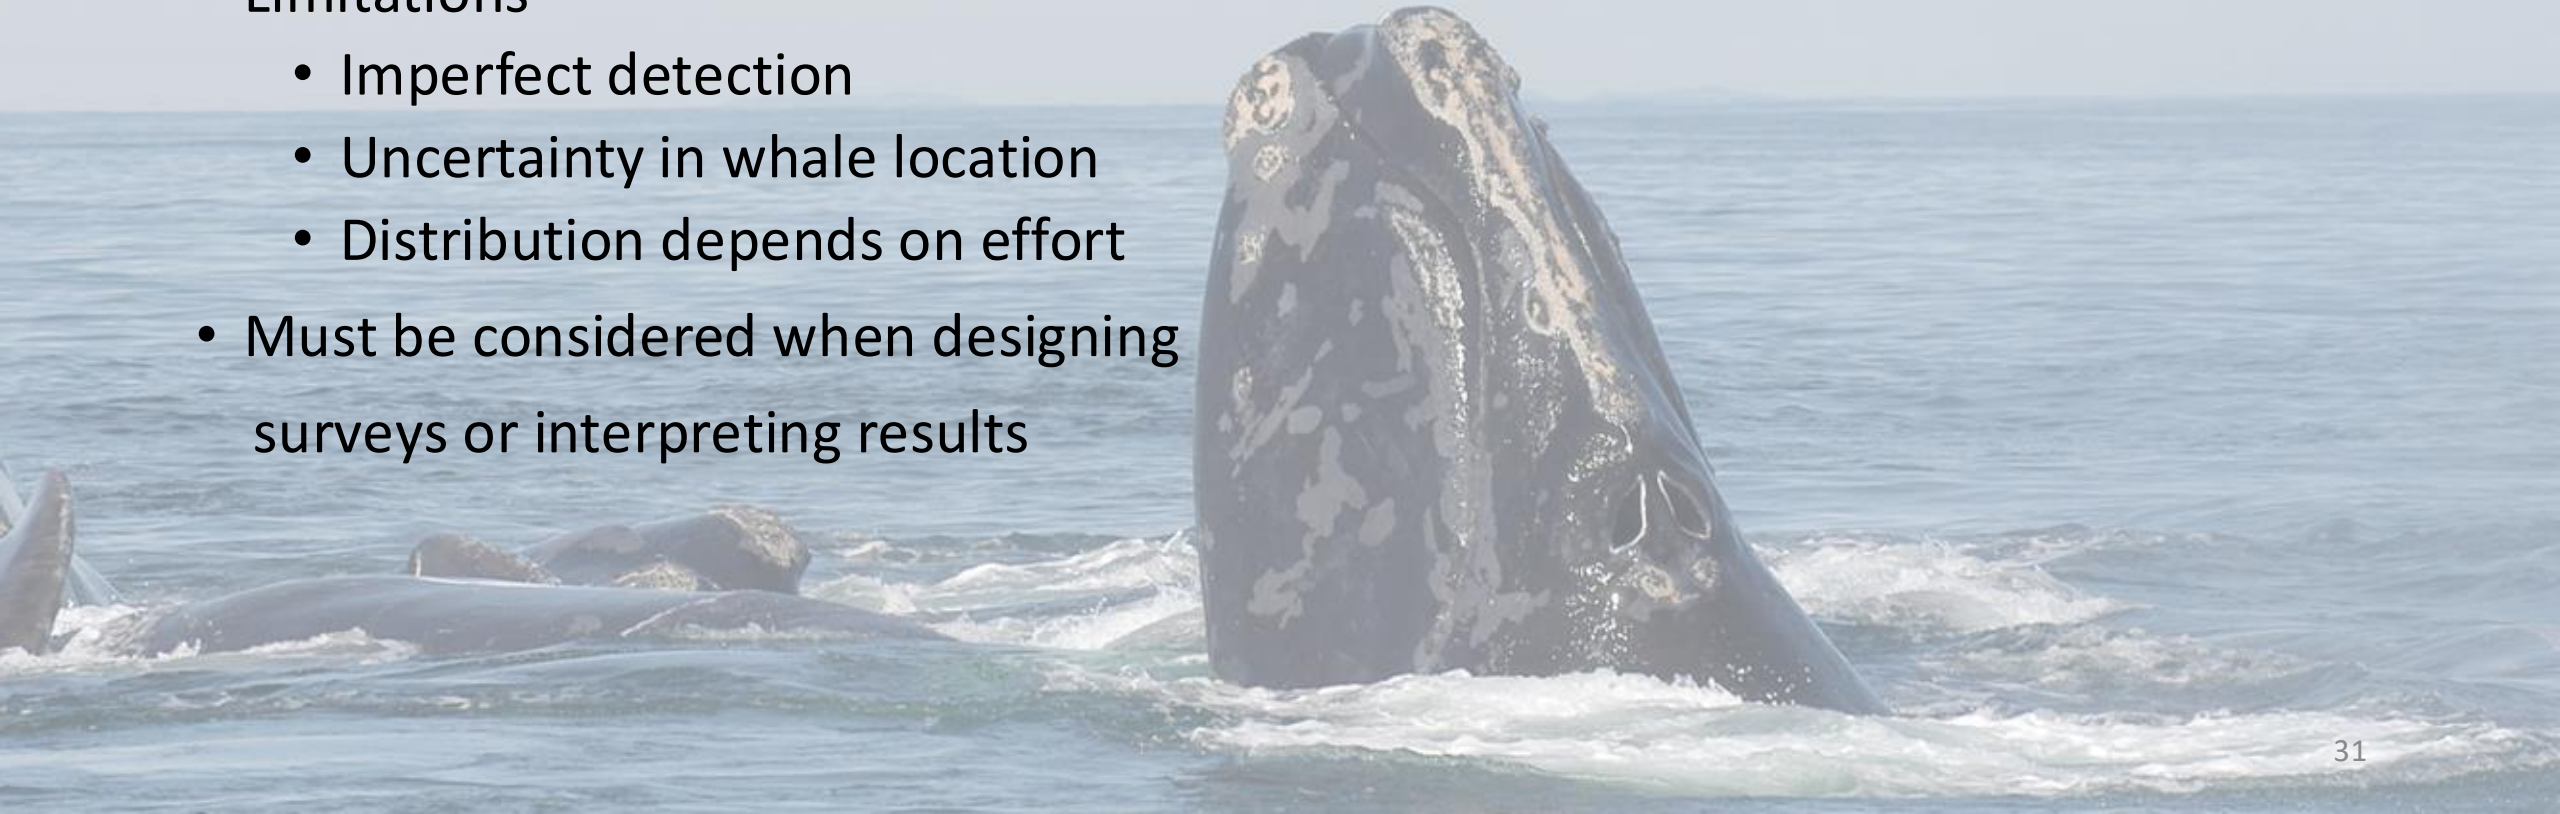 Limitations
• Imperfect detection
• Uncertainty in whale location
• Distribution depends on effort
• Must be considered when designing
surveys or interpreting results
31